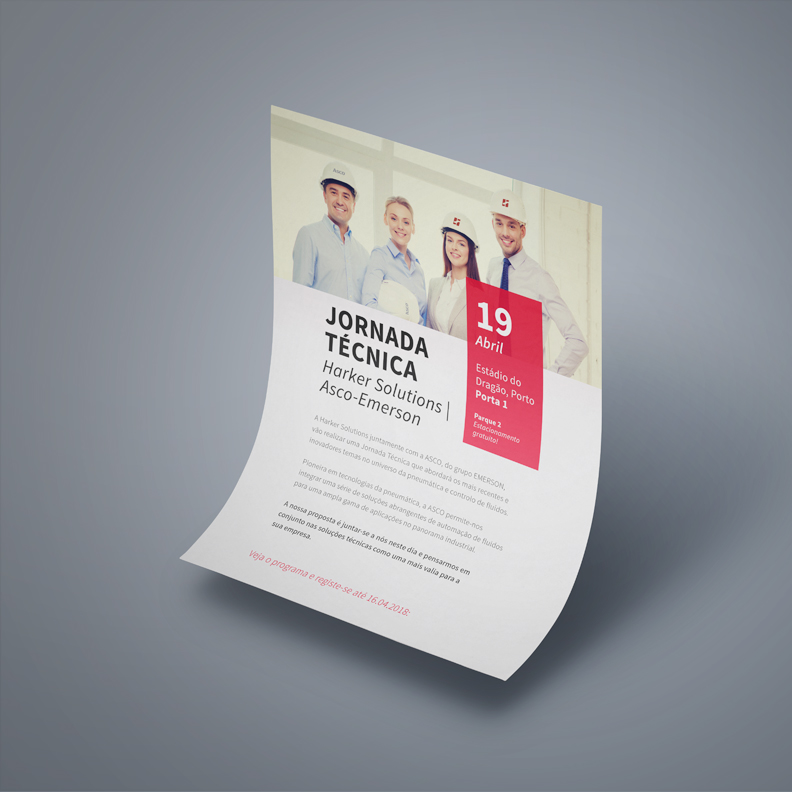 JORNADA
TÉCNICA
Harker Solutions |
Asco-Emerson
19
Abril
Estádio do
Dragão, Porto
Porta 1
Parque 2
Estacionamento
gratuito!
A Harker Solutions juntamente com a ASCO, do grupo EMERSON,
vão realizar uma Jornada Técnica que abordará os mais recentes e
inovadores temas no universo da pneumática e controlo de fluidos.
Pioneira em tecnologias da pneumática, a ASCO permite-nos
integrar uma série de soluções abrangentes de automação de fluidos
para uma ampla gama de aplicações no panorama industrial.
A nossa proposta é juntar-se a nós neste dia e pensarmos em
conjunto nas soluções técnicas como uma mais valia para a
sua empresa.
Veja o programa e registe-se até 16.04.2018: